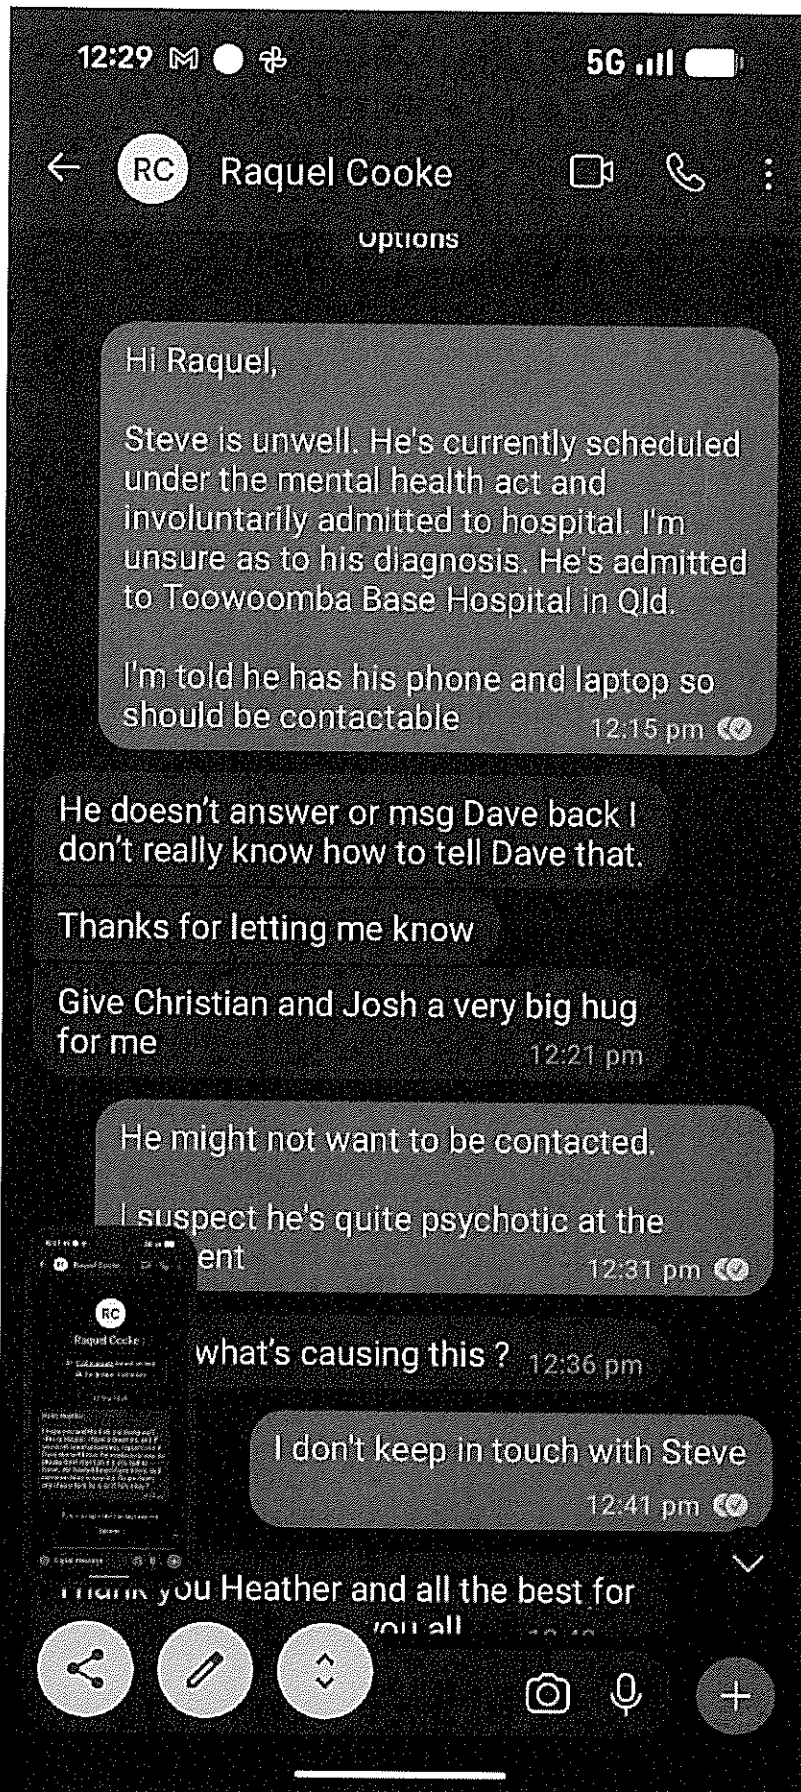 12:29
5G
RC Raquel Cooke
Options
Hi Raquel,
Steve is unwell. He's currently scheduled
under the mental health act and
involuntarily admitted to hospital. I'm
unsure as to his diagnosis. He's admitted
to Toowoomba Base Hospital in Qld.
I'm told he has his phone and laptop so
should be contactable
12:15 pm
He doesn't answer or msg Dave back I
don't really know how to tell Dave that.
Thanks for letting me know
Give Christian and Josh a very big hug
for me
12:21 pm
He might not want to be contacted.
I suspect he's quite psychotic at the
ent
12:31 pm
RC
Raquel Cooke
what's causing this ? 12:36 pm
I don't keep in touch with Steve
12:41 pm
Thank you Heather and all the best for
you all